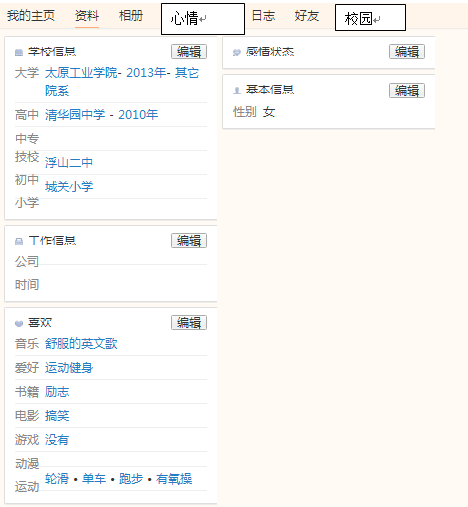 我的主页 资料 相册 心情↵ 日志 好友 校园↵
学校信息 编辑
大学 太原工业学院- 2013年- 其它
院系
高中 清华园中学 - 2010年
中专
技校
浮山二中
初中
城关小学
小学
工作信息 编辑
公司
时间
喜欢 编辑
音乐 舒服的英文歌
爱好 运动健身
书籍 励志
电影 搞笑
游戏 没有
动漫
运动 轮滑 • 单车 • 跑步 • 有氧操
感情状态 编辑
基本信息 编辑
性别 女